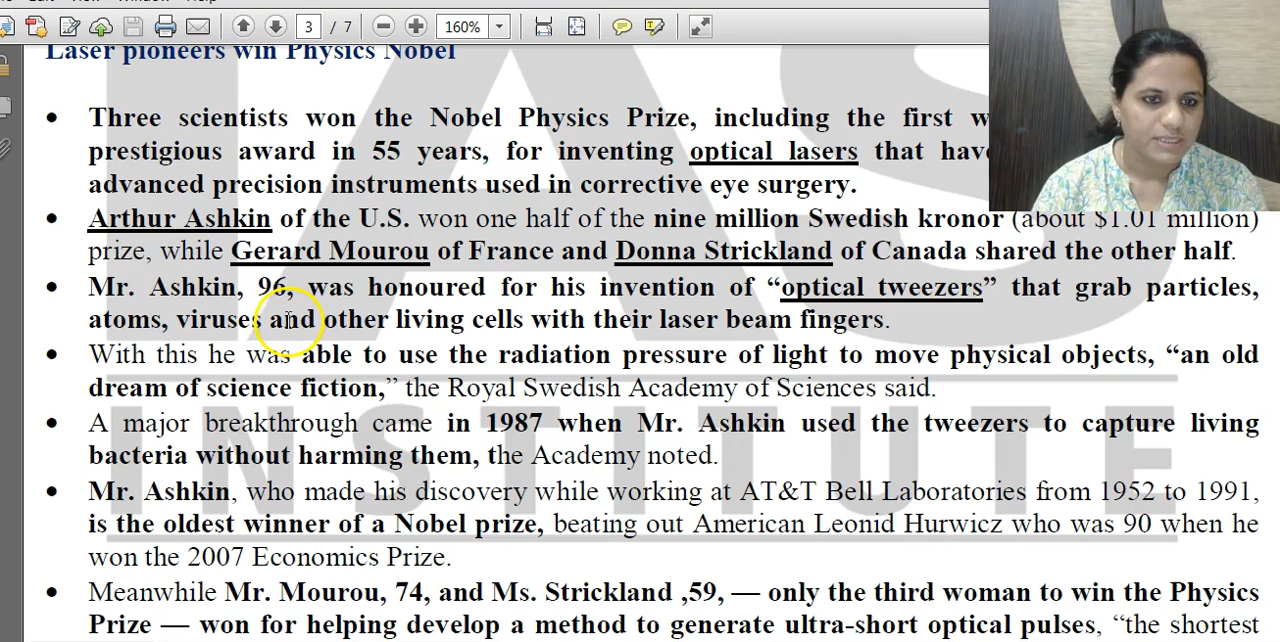 3 / 7
160%
Laser pioneers win Physics Nobel
• Three scientists won the Nobel Physics Prize, including the first
prestigious award in 55 years, for inventing optical lasers that
advanced precision instruments used in corrective eye surgery.
• Arthur Ashkin of the U.S. won one half of the nine million Swedish kronor (about $1.01 million)
prize, while Gerard Mourou of France and Donna Strickland of Canada shared the other half.
• Mr. Ashkin, 96, was honoured for his invention of “optical tweezers” that grab particles,
atoms, viruses and other living cells with their laser beam fingers.
• With this he was able to use the radiation pressure of light to move physical objects, “an old
dream of science fiction,” the Royal Swedish Academy of Sciences said.
• A major breakthrough came in 1987 when Mr. Ashkin used the tweezers to capture living
bacteria without harming them, the Academy noted.
• Mr. Ashkin, who made his discovery while working at AT&T Bell Laboratories from 1952 to 1991,
is the oldest winner of a Nobel prize, beating out American Leonid Hurwicz who was 90 when he
won the 2007 Economics Prize.
• Meanwhile Mr. Mourou, 74, and Ms. Strickland ,59, — only the third woman to win the Physics
Prize — won for helping develop a method to generate ultra-short optical pulses, “the shortest
IAS
INSTITUTE